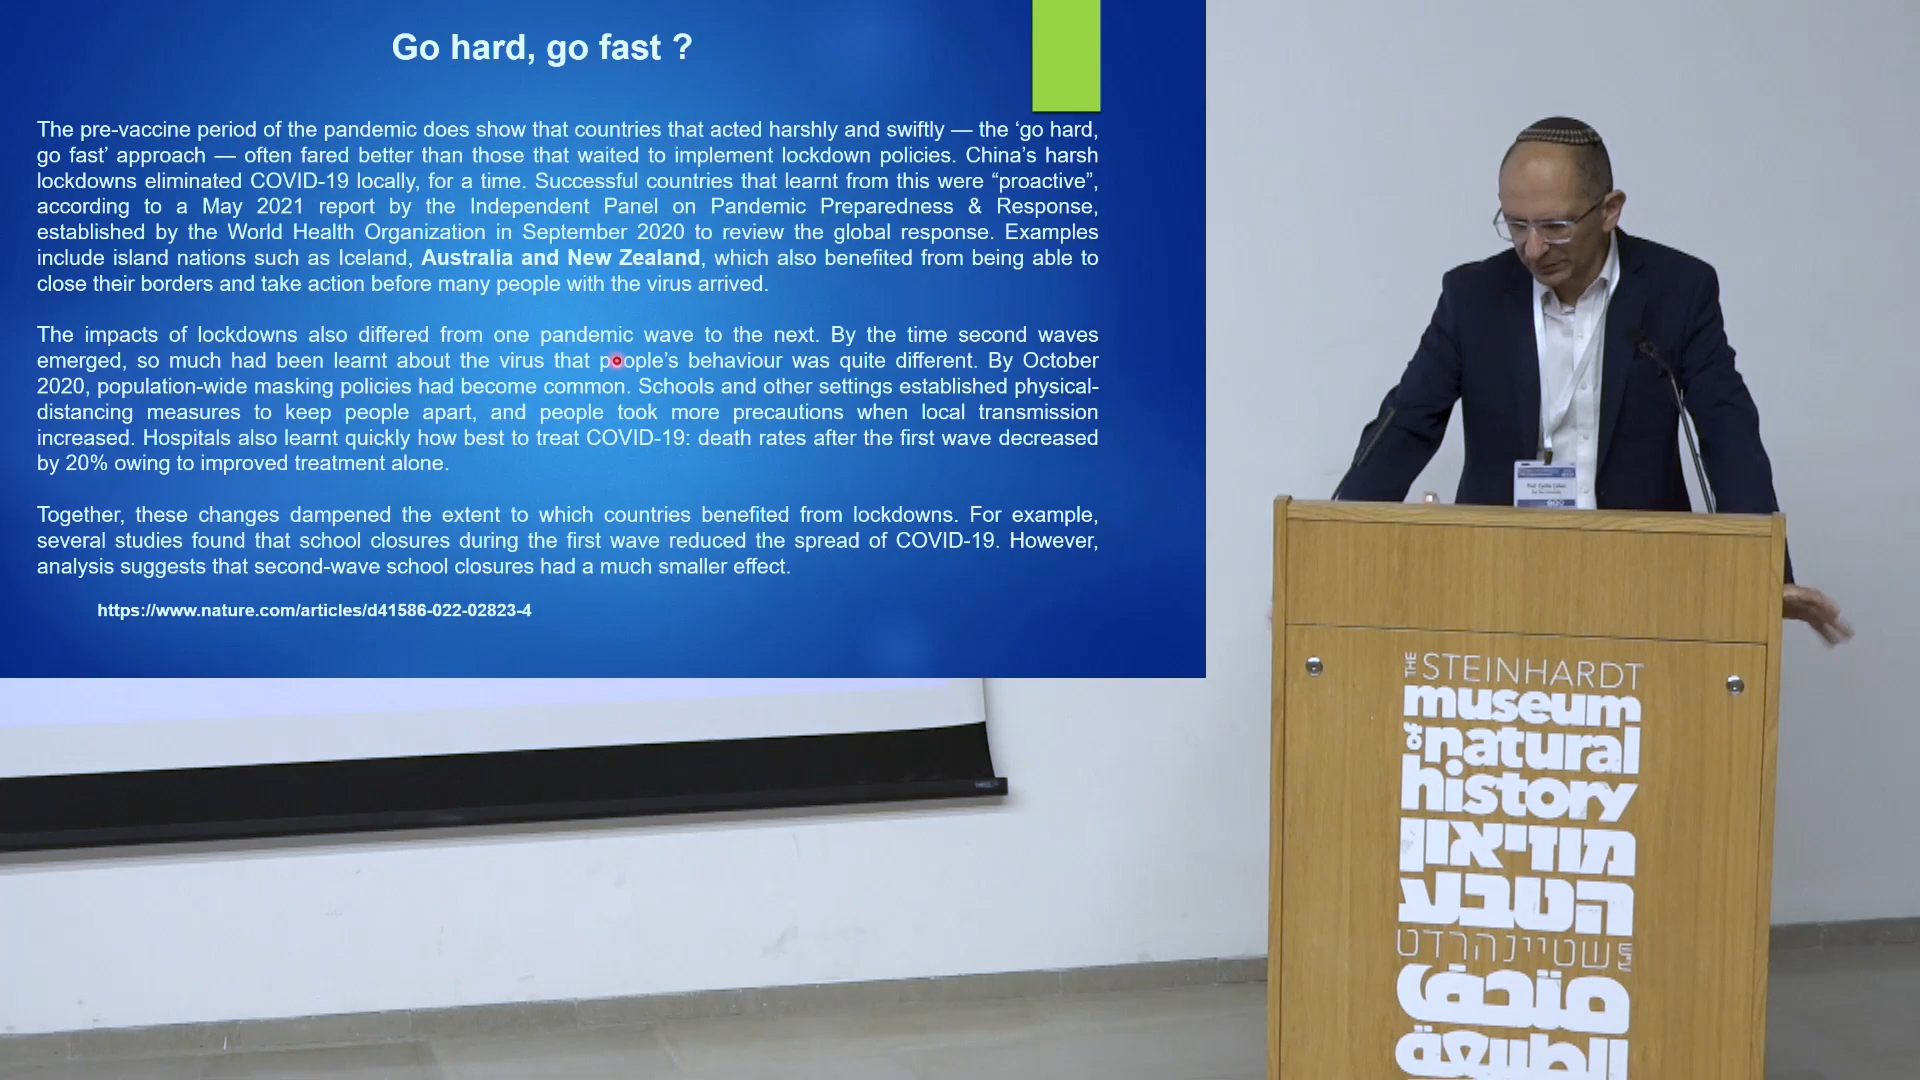 Go hard, go fast ?
The pre-vaccine period of the pandemic does show that countries that acted harshly and swiftly — the ‘go hard,
go fast’ approach — often fared better than those that waited to implement lockdown policies. China’s harsh
lockdowns eliminated COVID-19 locally, for a time. Successful countries that learnt from this were “proactive”,
according to a May 2021 report by the Independent Panel on Pandemic Preparedness & Response,
established by the World Health Organization in September 2020 to review the global response. Examples
include island nations such as Iceland, Australia and New Zealand, which also benefited from being able to
close their borders and take action before many people with the virus arrived.
The impacts of lockdowns also differed from one pandemic wave to the next. By the time second waves
emerged, so much had been learnt about the virus that people’s behaviour was quite different. By October
2020, population-wide masking policies had become common. Schools and other settings established physical-
distancing measures to keep people apart, and people took more precautions when local transmission
increased. Hospitals also learnt quickly how best to treat COVID-19: death rates after the first wave decreased
by 20% owing to improved treatment alone.
Together, these changes dampened the extent to which countries benefited from lockdowns. For example,
several studies found that school closures during the first wave reduced the spread of COVID-19. However,
analysis suggests that second-wave school closures had a much smaller effect.
https://www.nature.com/articles/d41586-022-02823-4
THE STEINHARDT
museum
of natural
history
מוזיאון
הטבע
ע״ש שטיינהרדט
متحف
الطبيعة